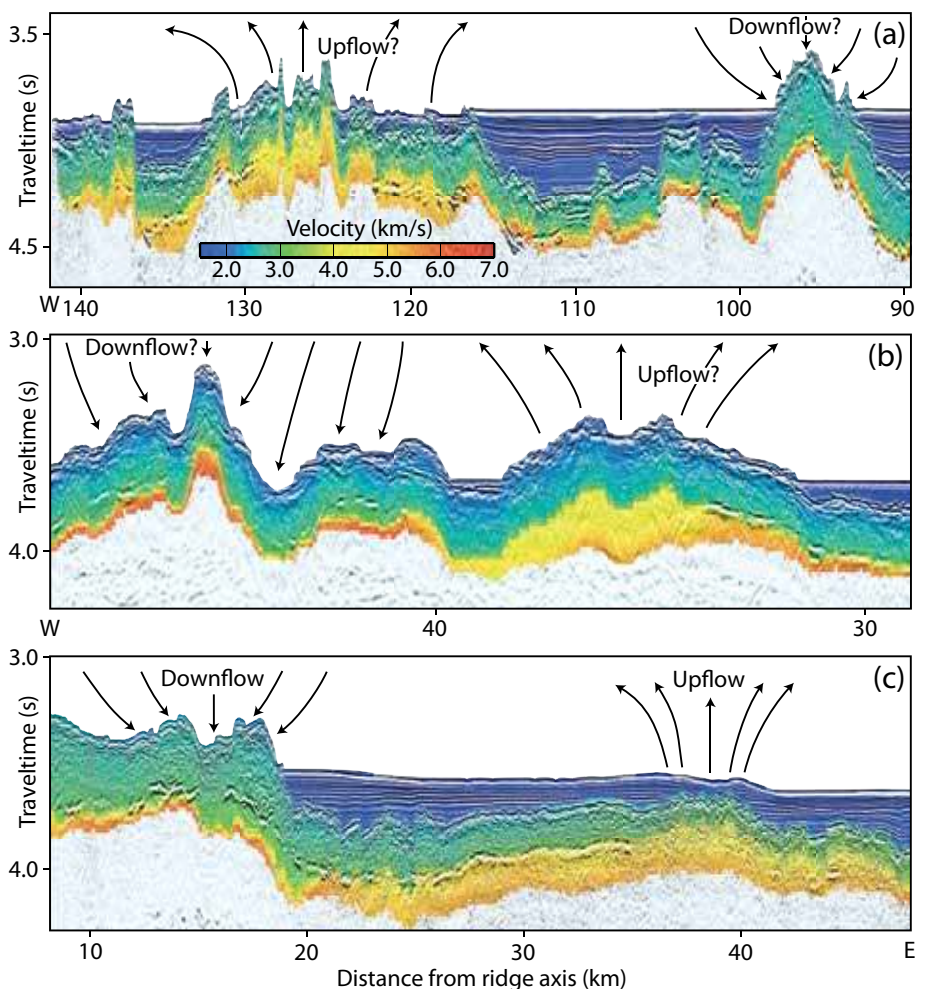 3.5
4.5
Traveltime (s)
Upflow?
Downflow?
(a)
Velocity (km/s)
2.0 3.0 4.0 5.0 6.0 7.0
W 140 130 120 110 100 90
3.0
4.0
Traveltime (s)
Downflow?
Upflow?
(b)
W 40 30
3.0
4.0
Traveltime (s)
Downflow
Upflow
(c)
10 20 30 40 E
Distance from ridge axis (km)